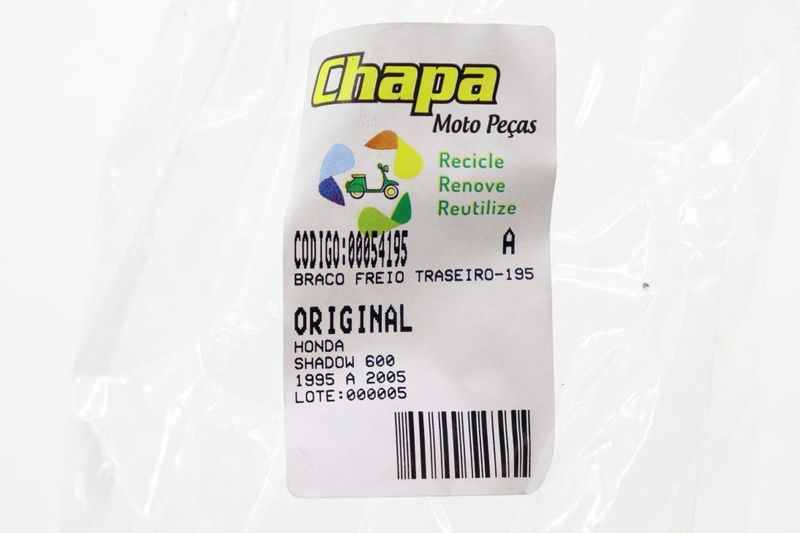 Chapa
Moto Peças
Recicle
Renove
Reutilize
CODIGO:00054195 A
BRACO FREIO TRASEIRO-195
ORIGINAL
HONDA
SHADOW 600
1995 A 2005
LOTE:000005